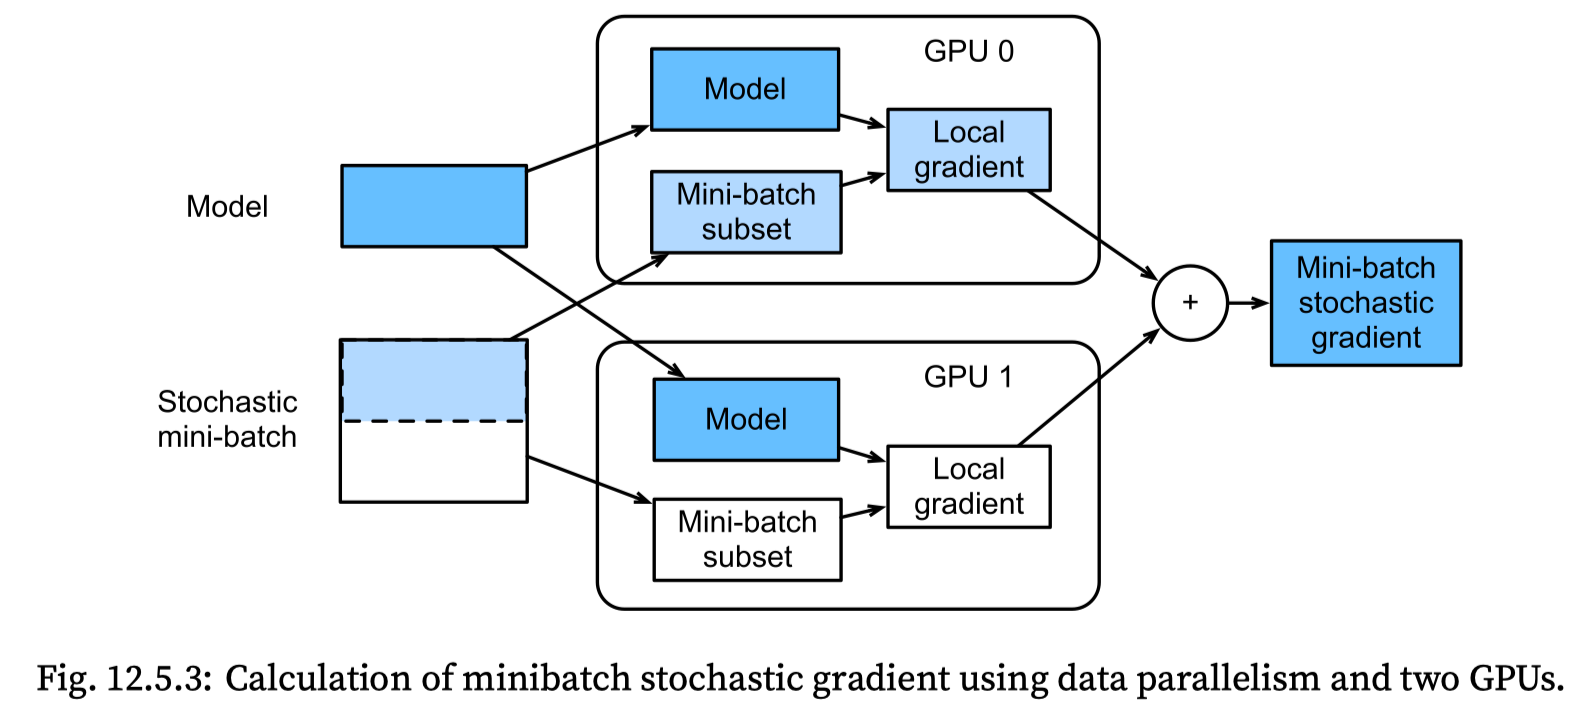 GPU 0
Model
Local
gradient
Mini-batch
subset
Model
Stochastic
mini-batch
+
Mini-batch
stochastic
gradient
GPU 1
Model
Local
gradient
Mini-batch
subset
Fig. 12.5.3: Calculation of minibatch stochastic gradient using data parallelism and two GPUs.